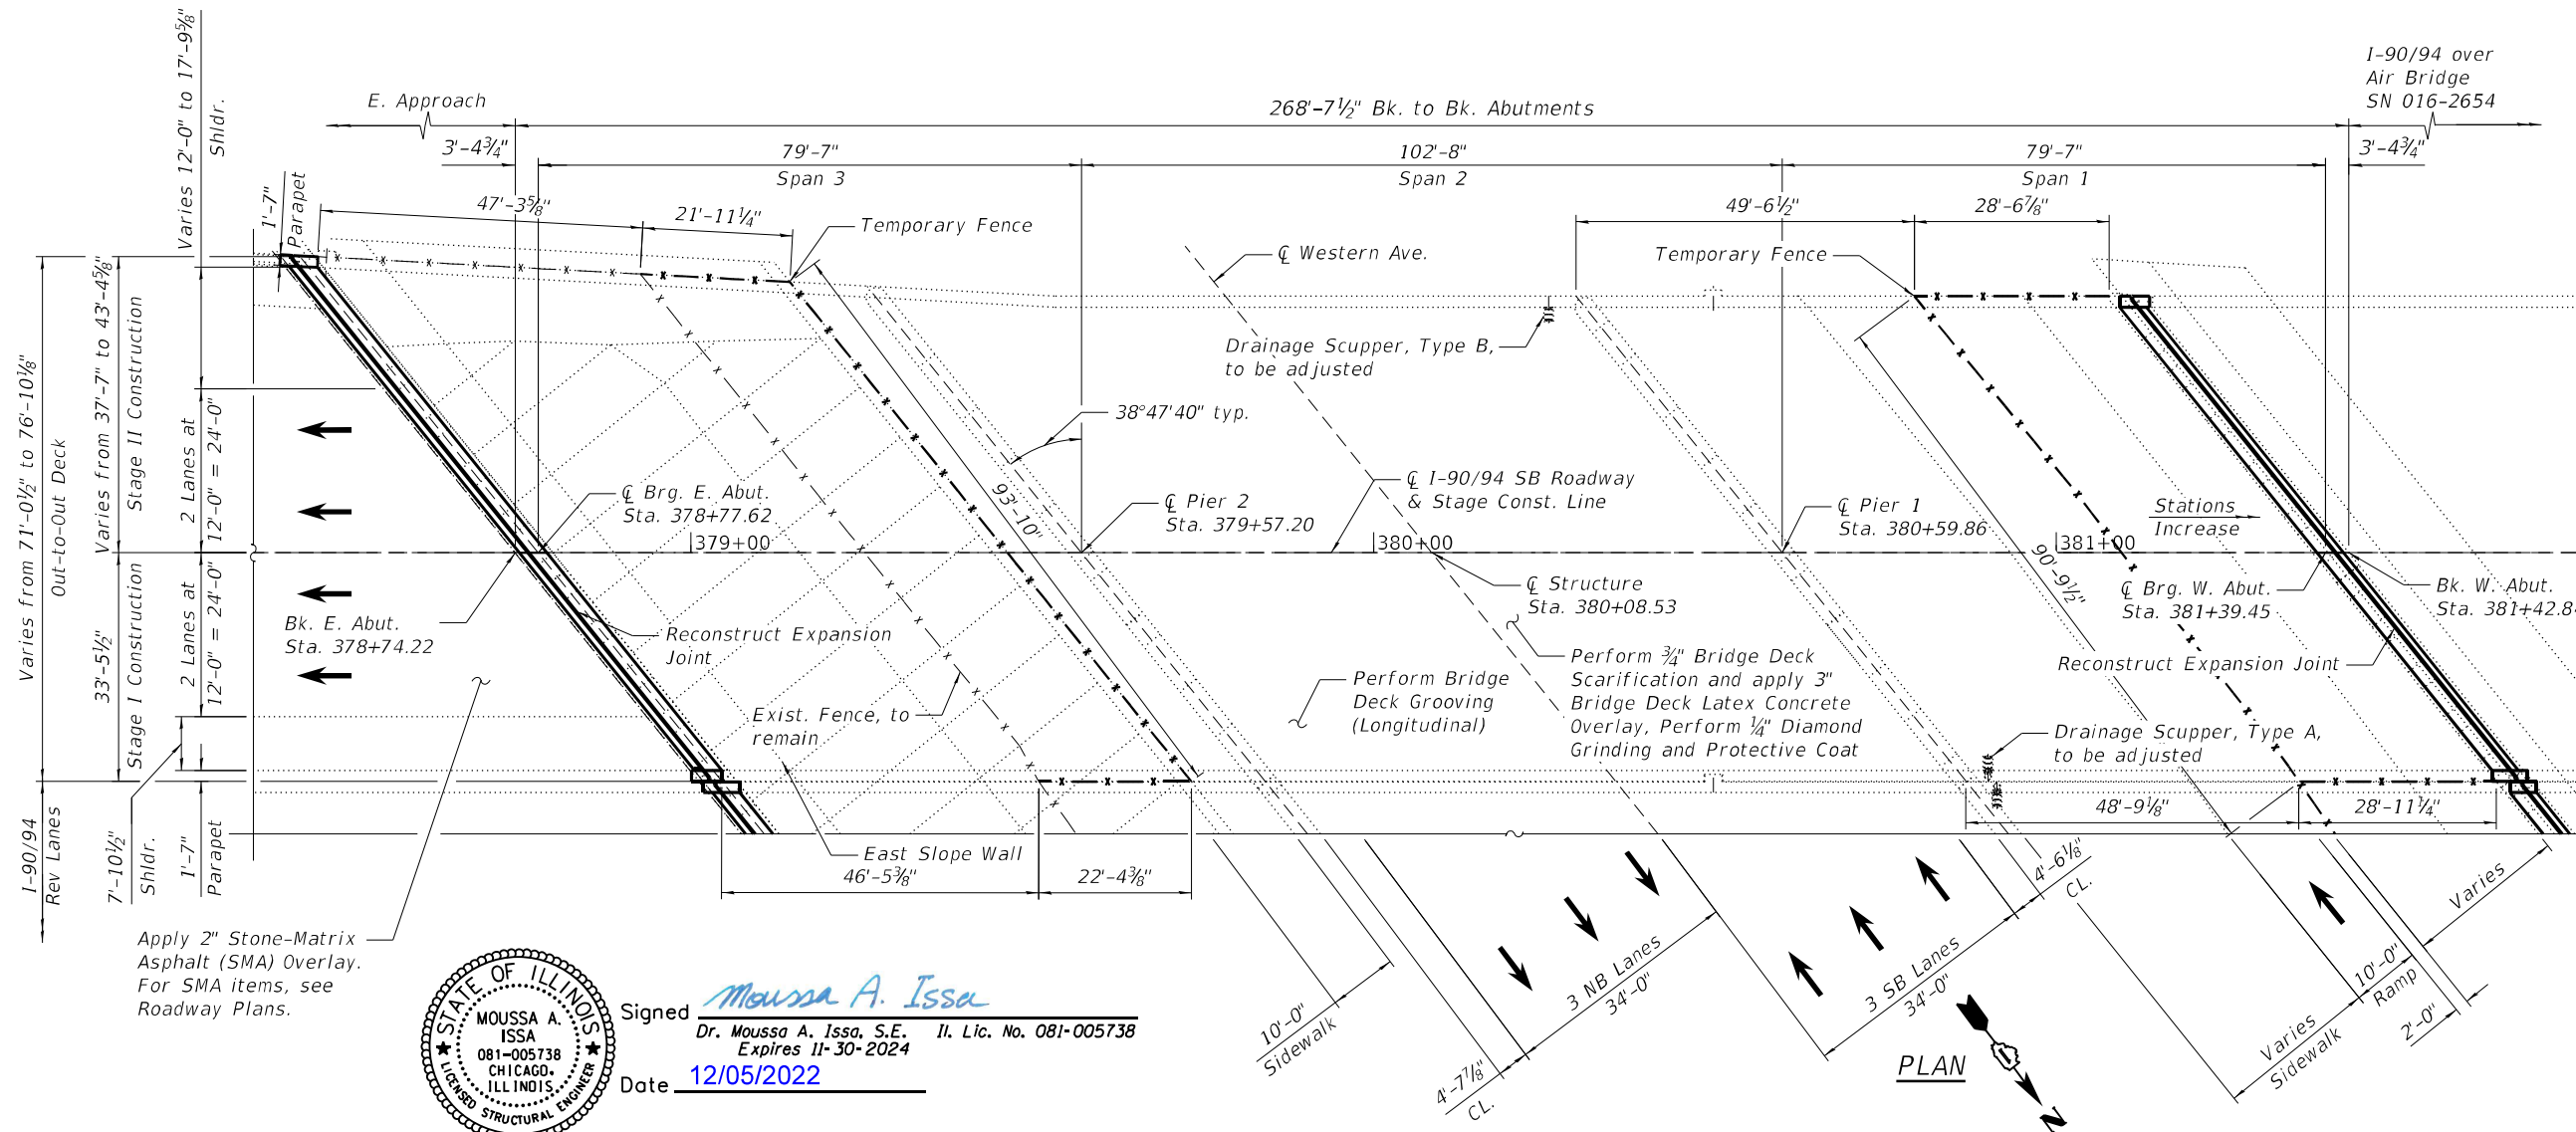 I-90/94 over
Air Bridge
SN 016-2654
E. Approach
268'-7½" Bk. to Bk. Abutments
3'-4¾"
79'-7"
Span 3
102'-8"
Span 2
79'-7"
Span 1
3'-4¾"
Varies 12'-0" to 17'-9⅝"
Shldr.
1'-7"
Parapet
47'-3⅝"
21'-11¼"
Temporary Fence
℄ Western Ave.
49'-6½"
28'-6⅞"
Temporary Fence
Drainage Scupper, Type B,
to be adjusted
38°47'40" typ.
Varies from 71'-0½" to 76'-10⅛"
Out-to-Out Deck
Varies from 37'-7" to 43'-4⅝"
Stage II Construction
2 Lanes at
12'-0" = 24'-0"
℄ Brg. E. Abut.
Sta. 378+77.62
93'-10"
℄ Pier 2
Sta. 379+57.20
℄ I-90/94 SB Roadway
& Stage Const. Line
℄ Pier 1
Sta. 380+59.86
Stations
Increase
379+00
380+00
381+00
90'-9½"
33'-5½"
Stage I Construction
2 Lanes at
12'-0" = 24'-0"
Bk. E. Abut.
Sta. 378+74.22
Reconstruct Expansion
Joint
℄ Structure
Sta. 380+08.53
℄ Brg. W. Abut.
Sta. 381+39.45
Bk. W. Abut.
Sta. 381+42.84
Reconstruct Expansion Joint
Exist. Fence, to
remain
Perform Bridge
Deck Grooving
(Longitudinal)
Perform ¾" Bridge Deck
Scarification and apply 3"
Bridge Deck Latex Concrete
Overlay, Perform ¼" Diamond
Grinding and Protective Coat
Drainage Scupper, Type A,
to be adjusted
I-90/94
Rev Lanes
7'-10½"
Shldr.
1'-7"
Parapet
East Slope Wall
46'-5⅜"
22'-4⅜"
48'-9⅛"
28'-11¼"
Apply 2" Stone-Matrix
Asphalt (SMA) Overlay.
For SMA items, see
Roadway Plans.
10'-0"
Sidewalk
4'-7⅞"
CL.
3 NB Lanes
34'-0"
3 SB Lanes
34'-0"
4'-6⅛"
CL.
Varies
Sidewalk
10'-0"
Ramp
2'-0"
Varies
STATE OF ILLINOIS
MOUSSA A.
ISSA
081-005738
CHICAGO,
ILLINOIS
LICENSED STRUCTURAL ENGINEER
Signed Moussa A. Issa
Dr. Moussa A. Issa, S.E. Il. Lic. No. 081-005738
Expires 11-30-2024
Date 12/05/2022
PLAN
N